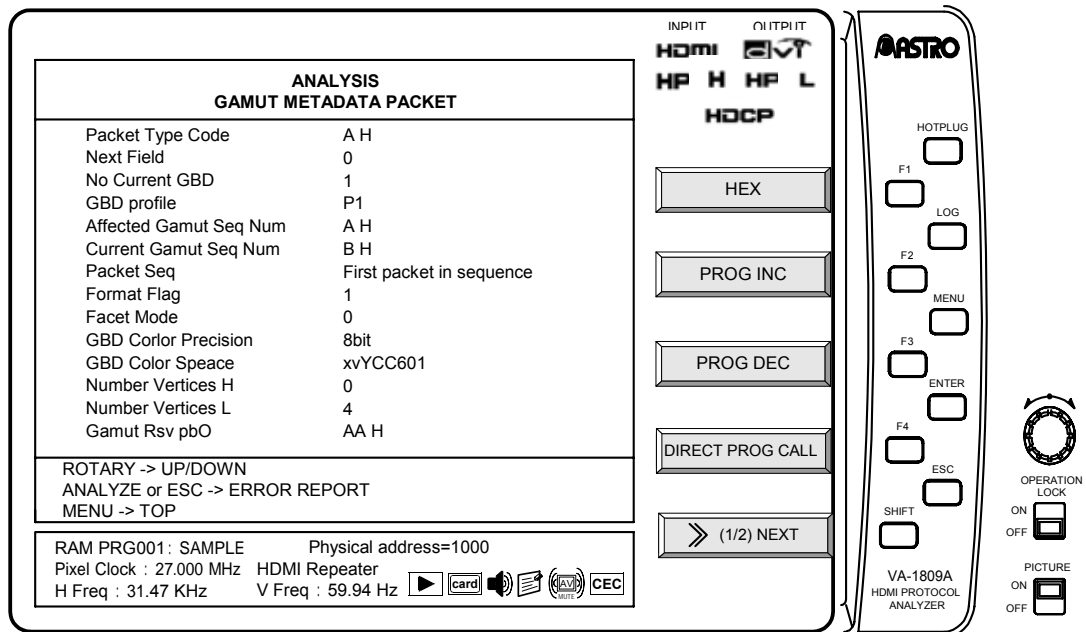 INPUT OUTPUT
HDMI DVI
HP H HP L
HDCP
ANALYSIS
GAMUT METADATA PACKET
Packet Type Code A H
Next Field 0
No Current GBD 1
GBD profile P1
Affected Gamut Seq Num A H
Current Gamut Seq Num B H
Packet Seq First packet in sequence
Format Flag 1
Facet Mode 0
GBD Corlor Precision 8bit
GBD Color Speace xvYCC601
Number Vertices H 0
Number Vertices L 4
Gamut Rsv pbO AA H
ROTARY -> UP/DOWN
ANALYZE or ESC -> ERROR REPORT
MENU -> TOP
RAM PRG001: SAMPLE Physical address=1000
Pixel Clock : 27.000 MHz HDMI Repeater
H Freq : 31.47 KHz V Freq : 59.94 Hz card AV MUTE CEC
HEX
PROG INC
PROG DEC
DIRECT PROG CALL
(1/2) NEXT
ASTRO
HOTPLUG
F1
LOG
F2
MENU
F3
ENTER
F4
ESC
SHIFT
VA-1809A
HDMI PROTOCOL
ANALYZER
OPERATION
LOCK
ON
OFF
PICTURE
ON
OFF